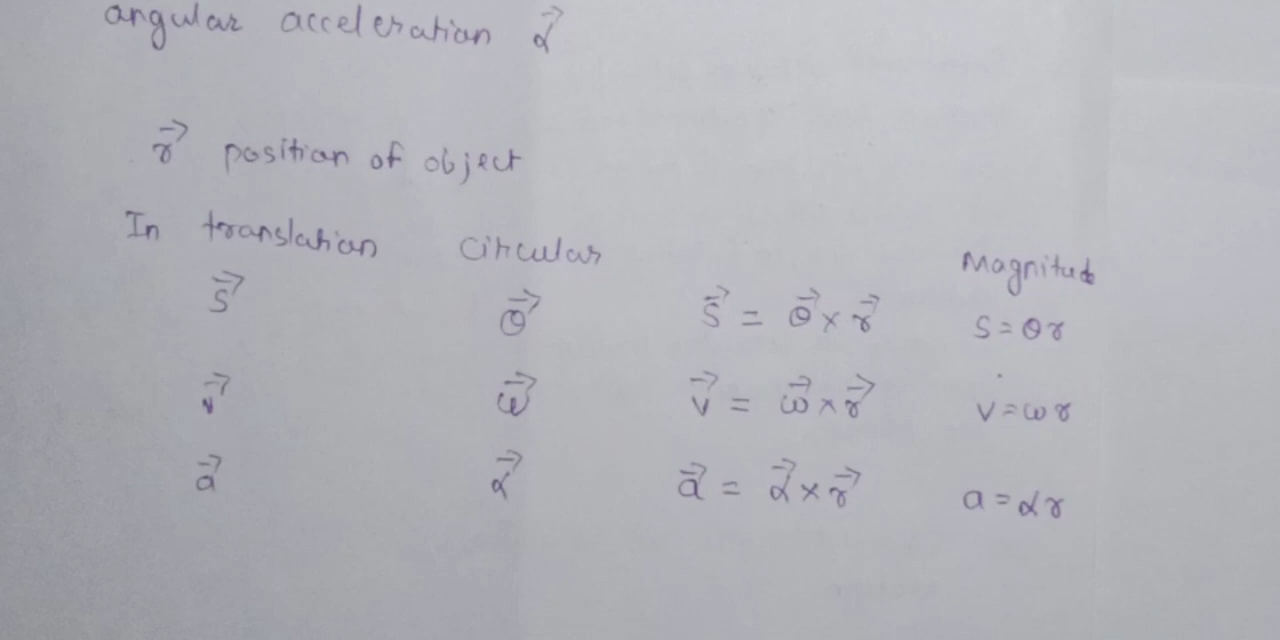 angular acceleration α⃗
r⃗ position of object
In translation circular Magnitude
s⃗ θ⃗ s⃗ = θ⃗ × r⃗ s = θr
v⃗ ω⃗ v⃗ = ω⃗ × r⃗ v = ωr
a⃗ α⃗ a⃗ = α⃗ × r⃗ a = αr